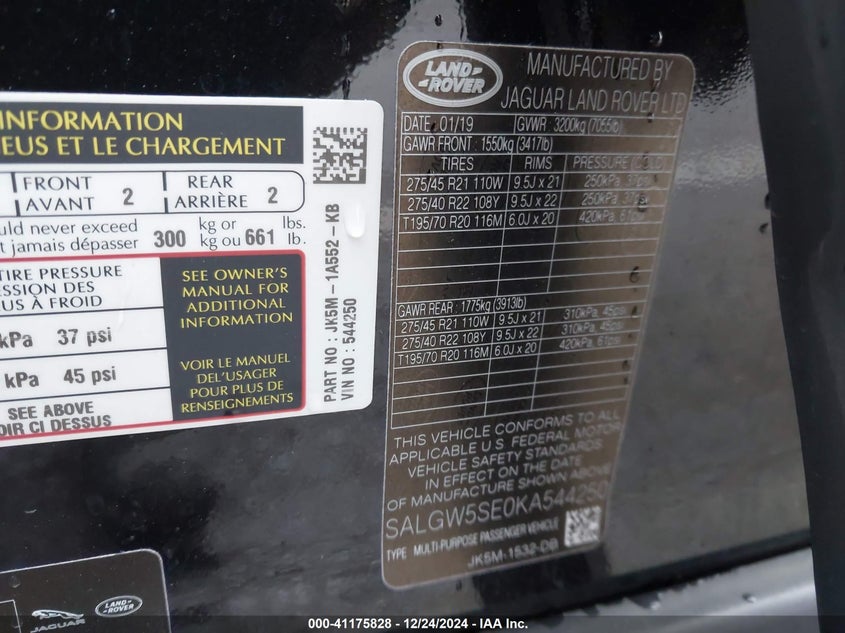 INFORMATION
EUS ET LE CHARGEMENT
FRONT 2 REAR 2
AVANT ARRIÈRE
uld never exceed 300 kg or 661 lbs.
t jamais dépasser kg ou lb.
TIRE PRESSURE
SSION DES
US À FROID
kPa 37 psi
kPa 45 psi
SEE ABOVE
OIR CI DESSUS
SEE OWNER'S
MANUAL FOR
ADDITIONAL
INFORMATION
VOIR LE MANUEL
DEL'USAGER
POUR PLUS DE
RENSEIGNEMENTS
PART NO : JK5M – 1A552 – KB
VIN NO : 544250
LAND-
-ROVER
MANUFACTURED BY
JAGUAR LAND ROVER LTD
DATE 01/19 GVWR 3200kg (7055lb)
GAWR FRONT : 1550kg (3417lb)
TIRES RIMS PRESSURE (COLD)
275/45 R21 110W 9.5J x 21 250kPa, 37psi
275/40 R22 108Y 9.5J x 22 250kPa, 37psi
T195/70 R20 116M 6.0J x 20 420kPa, 61psi
GAWR REAR : 1775kg (3913lb)
275/45 R21 110W 9.5J x 21 310kPa, 45psi
275/40 R22 108Y 9.5J x 22 310kPa, 45psi
T195/70 R20 116M 6.0J x 20 420kPa, 61psi
THIS VEHICLE CONFORMS TO ALL
APPLICABLE U.S. FEDERAL MOTOR
VEHICLE SAFETY STANDARDS
IN EFFECT ON THE DATE
OF MANUFACTURE SHOWN ABOVE
SALGW5SE0KA544250
TYPE MULTI-PURPOSE PASSENGER VEHICLE
JK5M-1532-DB
JAGUAR
LAND-
-ROVER
000-41175828 - 12/24/2024 - IAA, Inc.